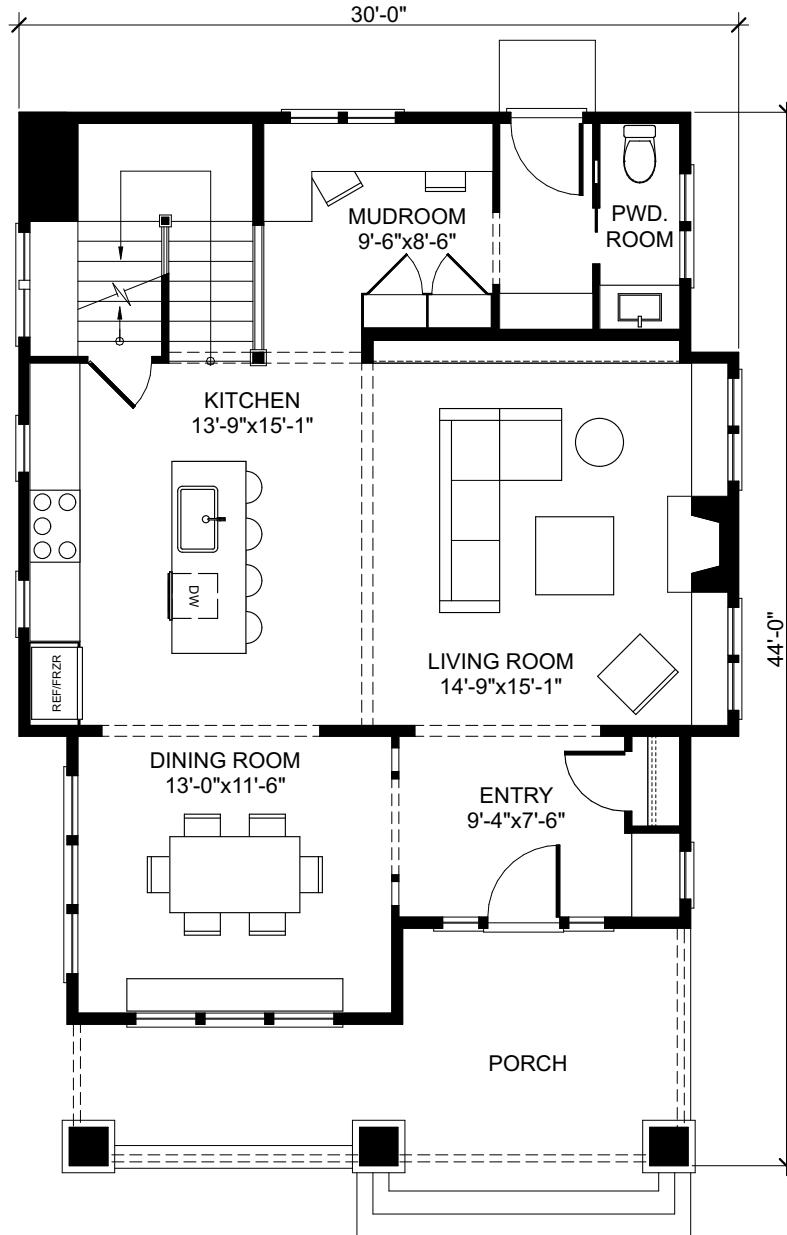 30'-0"
MUDROOM
9'-6"x8'-6"
PWD.
ROOM
KITCHEN
13'-9"x15'-1"
DW
REF/FRZR
LIVING ROOM
14'-9"x15'-1"
44'-0"
DINING ROOM
13'-0"x11'-6"
ENTRY
9'-4"x7'-6"
PORCH